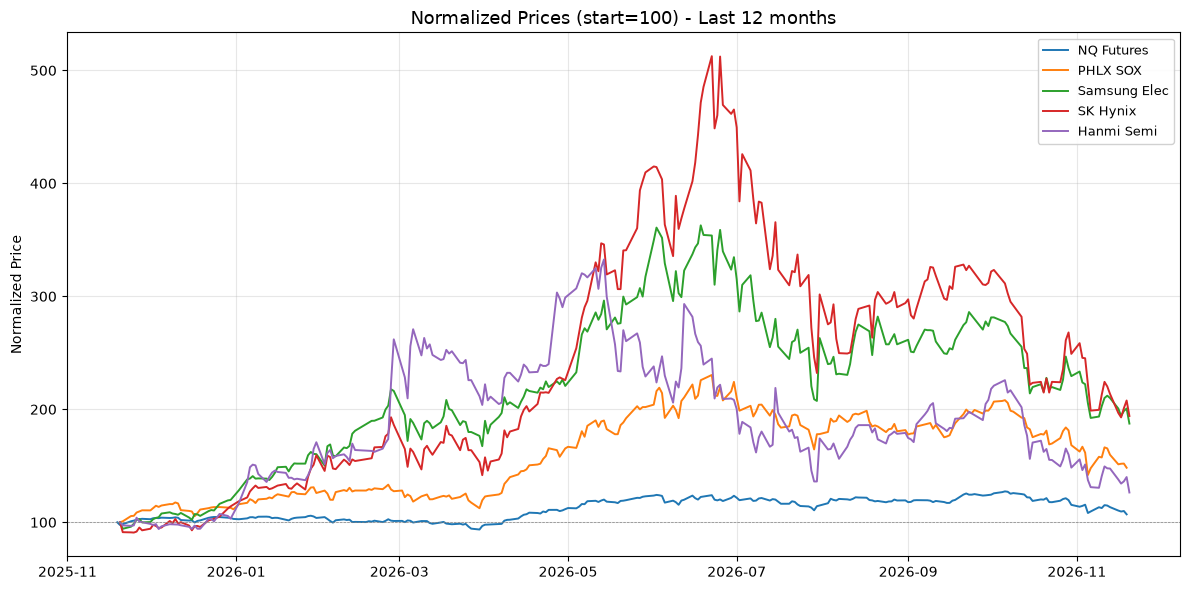 Normalized Prices (start=100) - Last 12 months
NQ Futures
PHLX SOX
Samsung Elec
SK Hynix
Hanmi Semi
Normalized Price
500
400
300
200
100
2025-11
2026-01
2026-03
2026-05
2026-07
2026-09
2026-11